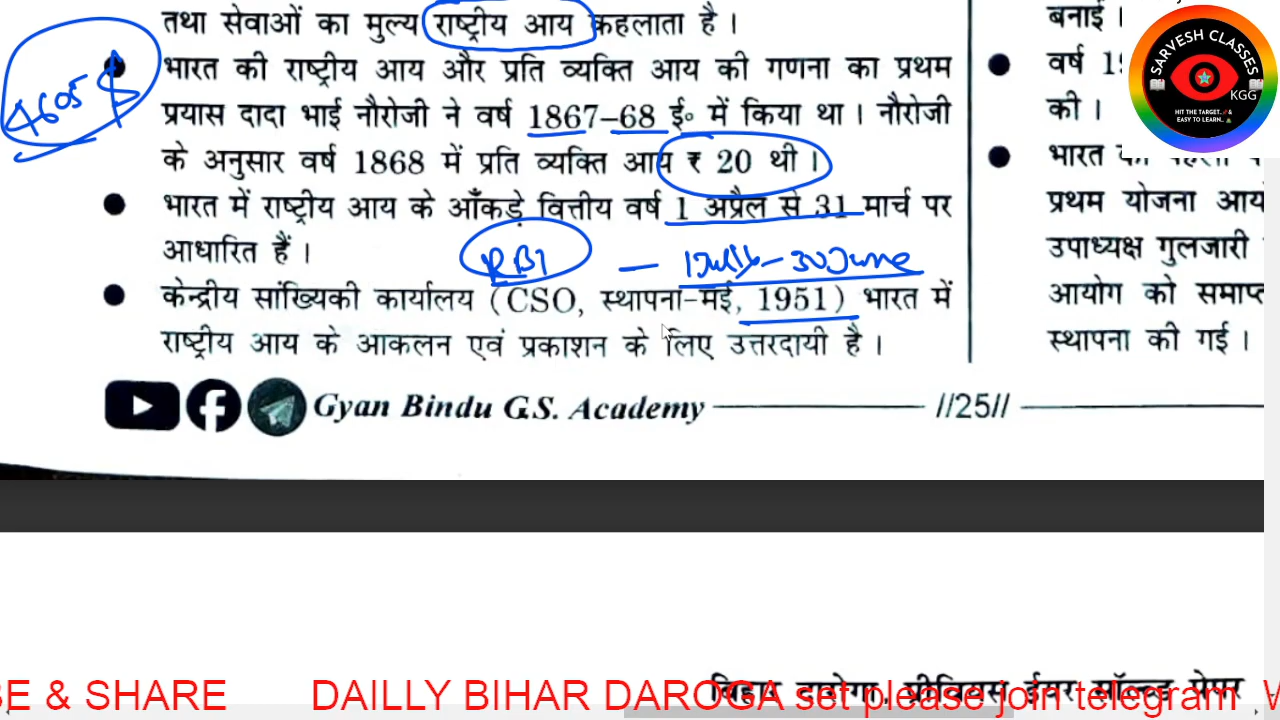 तथा सेवाओं का मूल्य राष्ट्रीय आय कहलाता है।
● भारत की राष्ट्रीय आय और प्रति व्यक्ति आय की गणना का प्रथम
प्रयास दादा भाई नौरोजी ने वर्ष 1867–68 ई० में किया था। नौरोजी
के अनुसार वर्ष 1868 में प्रति व्यक्ति आय ₹ 20 थी।
● भारत में राष्ट्रीय आय के आँकड़े वित्तीय वर्ष 1 अप्रैल से 31 मार्च पर
आधारित हैं।
RBI — 1July – 30June
● केन्द्रीय सांख्यिकी कार्यालय (CSO, स्थापना-मई, 1951) भारत में
राष्ट्रीय आय के आकलन एवं प्रकाशन के लिए उत्तरदायी है।
4605 $
बनाई।
● वर्ष
की।
● भारत
प्रथम योजना
उपाध्यक्ष गुलजारी
आयोग को
स्थापना की गई।
SARVESH CLASSES
KGG
HIT THE TARGET..
EASY TO LEARN..
Gyan Bindu G.S. Academy //25//
बिहार
BE & SHARE DAILLY BIHAR DAROGA set please join telegram W